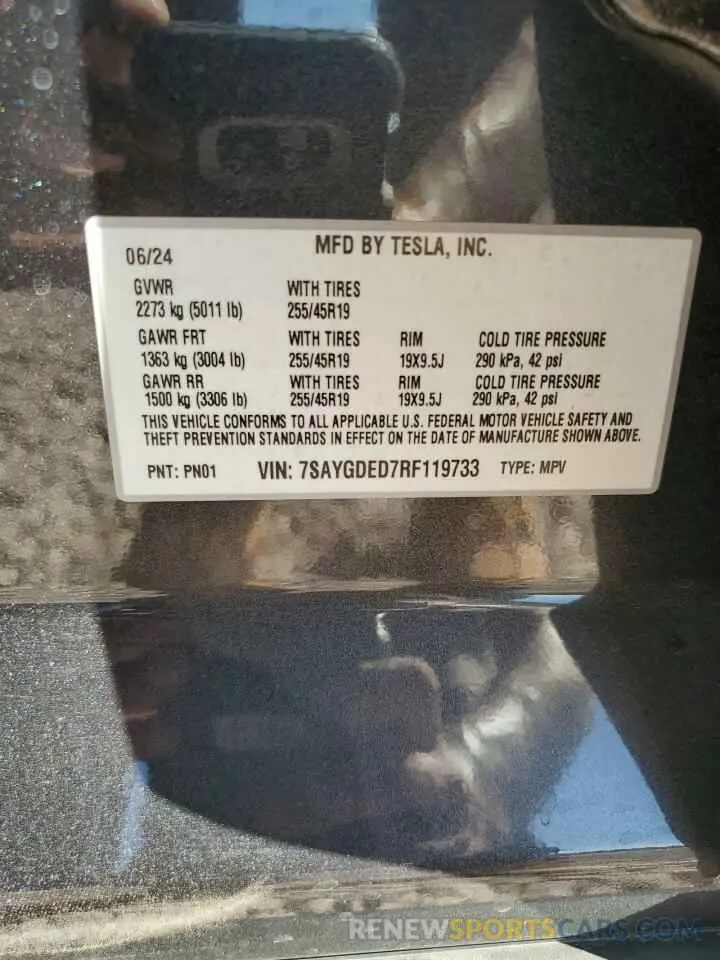 06/24 MFD BY TESLA, INC.
GVWR WITH TIRES
2273 kg (5011 lb) 255/45R19
GAWR FRT WITH TIRES RIM COLD TIRE PRESSURE
1363 kg (3004 lb) 255/45R19 19X9.5J 290 kPa, 42 psi
GAWR RR WITH TIRES RIM COLD TIRE PRESSURE
1500 kg (3306 lb) 255/45R19 19X9.5J 290 kPa, 42 psi
THIS VEHICLE CONFORMS TO ALL APPLICABLE U.S. FEDERAL MOTOR VEHICLE SAFETY AND
THEFT PREVENTION STANDARDS IN EFFECT ON THE DATE OF MANUFACTURE SHOWN ABOVE.
PNT: PN01 VIN: 7SAYGDED7RF119733 TYPE: MPV
RENEWSPORTSCARS.COM